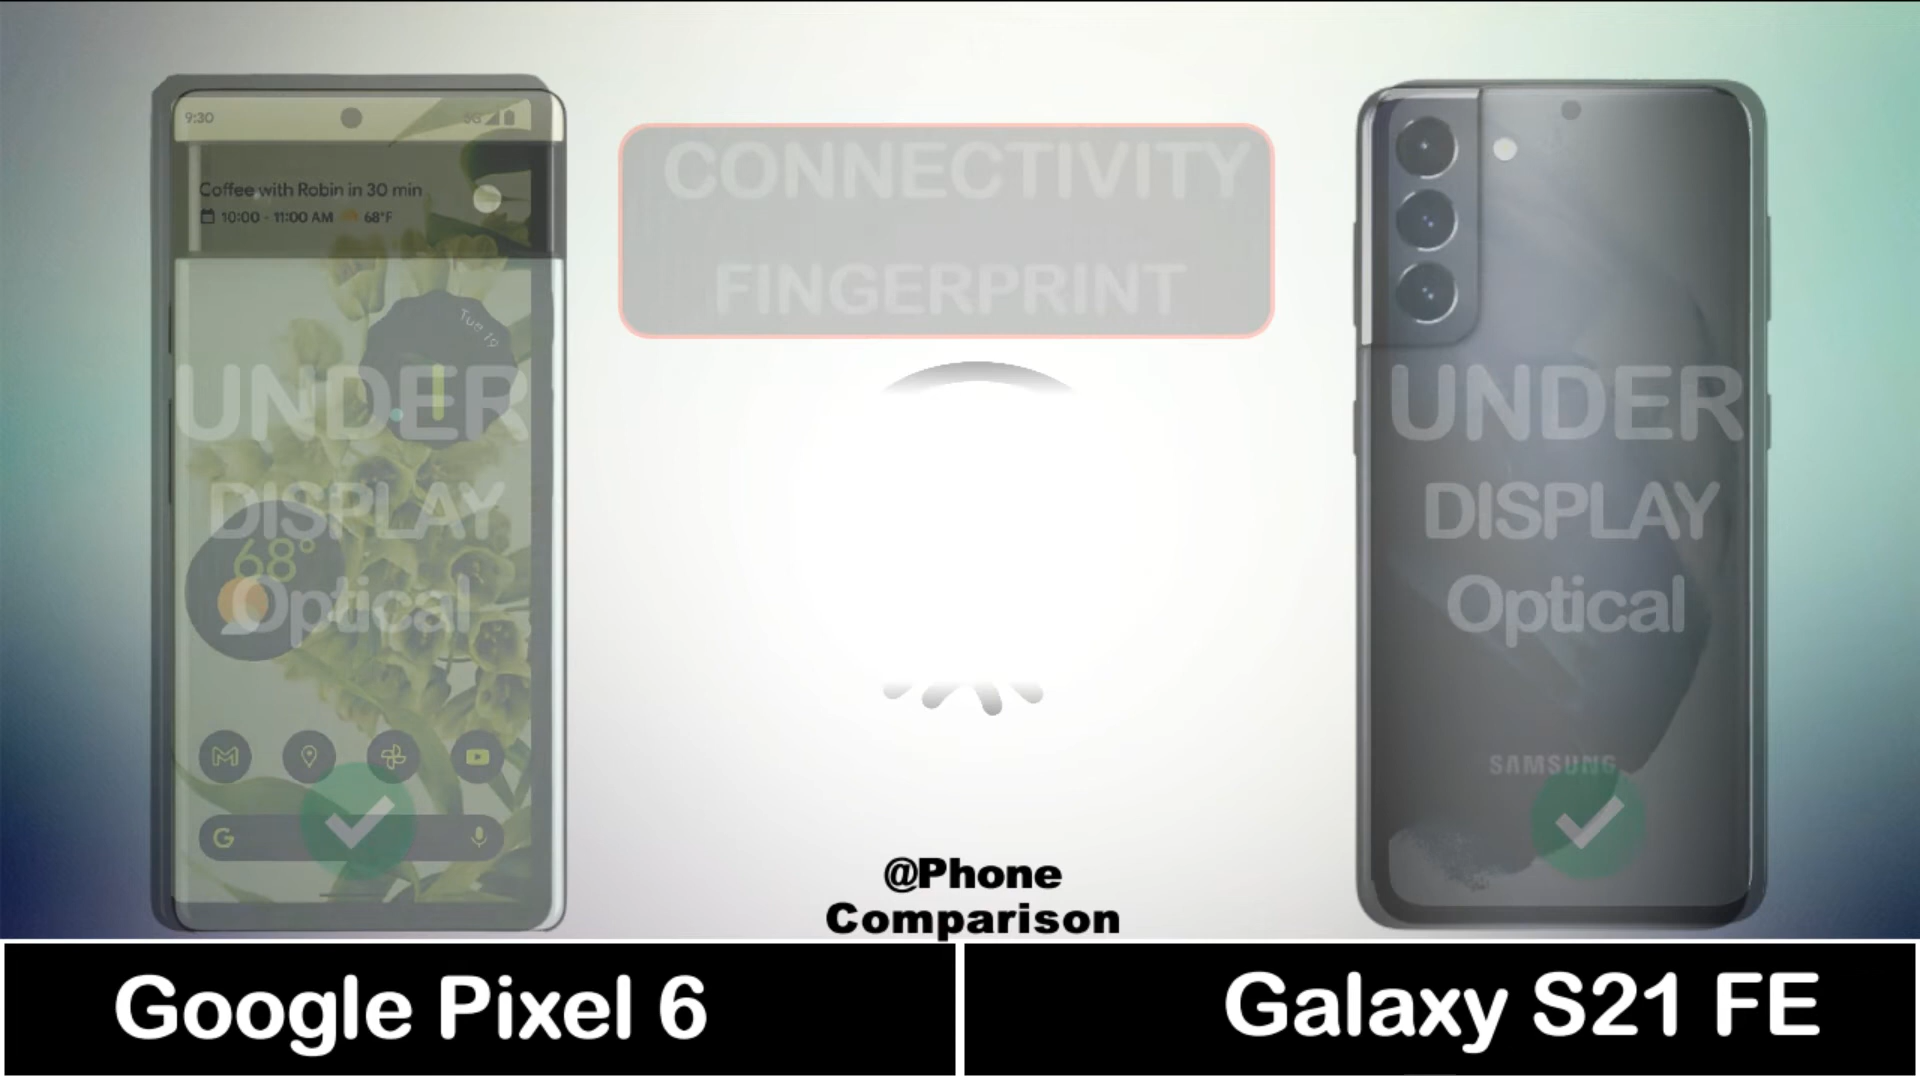 9:30
5G
Coffee with Robin in 30 min
10:00 - 11:00 AM 68°F
Tue 19
UNDER
DISPLAY
68°
Optical
G
CONNECTIVITY
FINGERPRINT
UNDER
DISPLAY
Optical
SAMSUNG
@Phone
Comparison
Google Pixel 6
Galaxy S21 FE